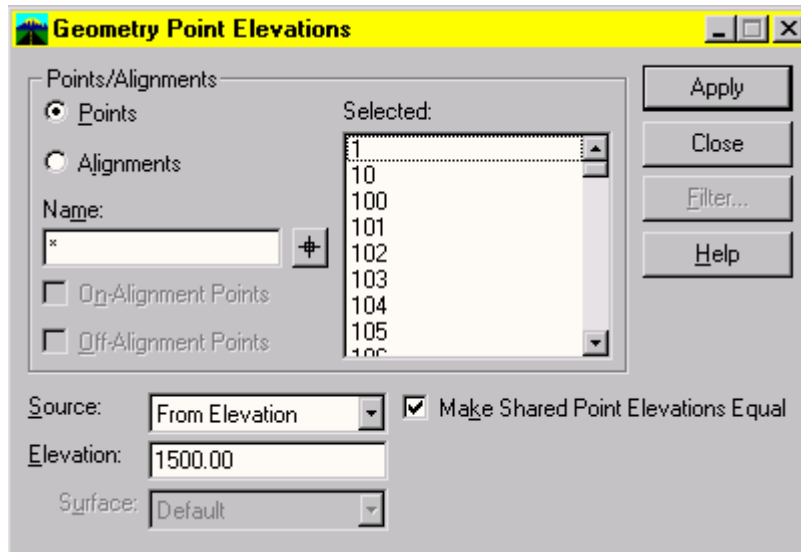 Geometry Point Elevations
Points/Alignments
Points
Alignments
Name:
*
On-Alignment Points
Off-Alignment Points
Selected:
1
10
100
101
102
103
104
105
106
Apply
Close
Filter...
Help
Source:
From Elevation
Make Shared Point Elevations Equal
Elevation:
1500.00
Surface:
Default